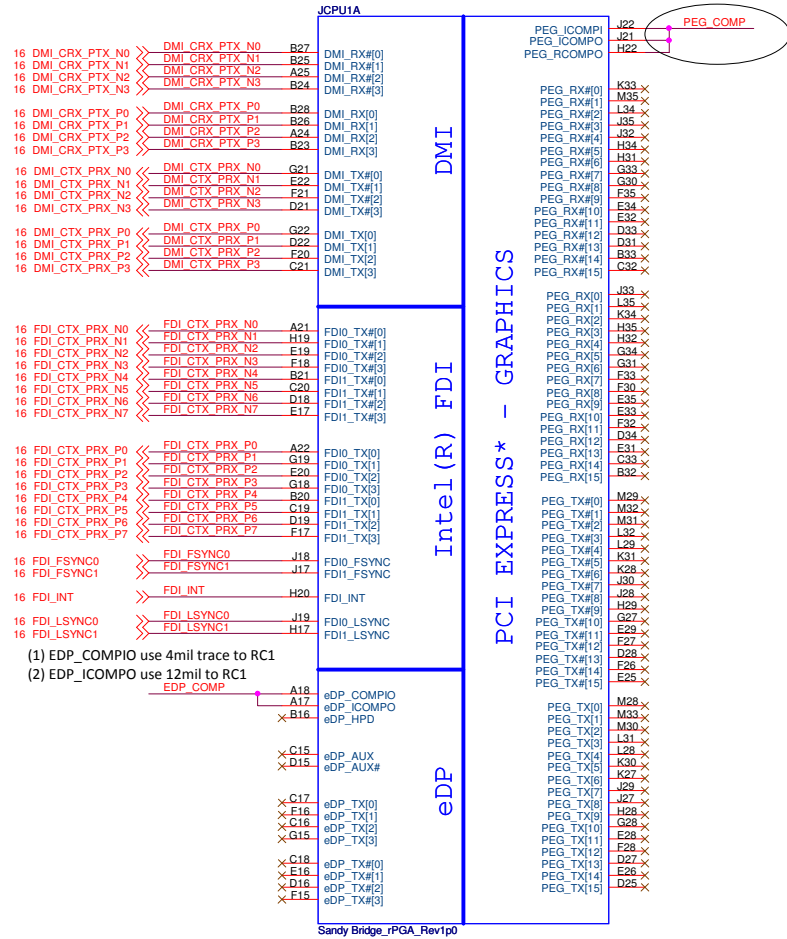 JCPU1A
16 DMI_CRX_PTX_N0 DMI_CRX_PTX_N0 B27 DMI_RX#[0]
16 DMI_CRX_PTX_N1 DMI_CRX_PTX_N1 B25 DMI_RX#[1]
16 DMI_CRX_PTX_N2 DMI_CRX_PTX_N2 A25 DMI_RX#[2]
16 DMI_CRX_PTX_N3 DMI_CRX_PTX_N3 B24 DMI_RX#[3]
16 DMI_CRX_PTX_P0 DMI_CRX_PTX_P0 B28 DMI_RX[0]
16 DMI_CRX_PTX_P1 DMI_CRX_PTX_P1 B26 DMI_RX[1]
16 DMI_CRX_PTX_P2 DMI_CRX_PTX_P2 A24 DMI_RX[2]
16 DMI_CRX_PTX_P3 DMI_CRX_PTX_P3 B23 DMI_RX[3]
16 DMI_CTX_PRX_N0 DMI_CTX_PRX_N0 G21 DMI_TX#[0]
16 DMI_CTX_PRX_N1 DMI_CTX_PRX_N1 E22 DMI_TX#[1]
16 DMI_CTX_PRX_N2 DMI_CTX_PRX_N2 F21 DMI_TX#[2]
16 DMI_CTX_PRX_N3 DMI_CTX_PRX_N3 D21 DMI_TX#[3]
16 DMI_CTX_PRX_P0 DMI_CTX_PRX_P0 G22 DMI_TX[0]
16 DMI_CTX_PRX_P1 DMI_CTX_PRX_P1 D22 DMI_TX[1]
16 DMI_CTX_PRX_P2 DMI_CTX_PRX_P2 F20 DMI_TX[2]
16 DMI_CTX_PRX_P3 DMI_CTX_PRX_P3 C21 DMI_TX[3]
DMI
16 FDI_CTX_PRX_N0 FDI_CTX_PRX_N0 A21 FDI0_TX#[0]
16 FDI_CTX_PRX_N1 FDI_CTX_PRX_N1 H19 FDI0_TX#[1]
16 FDI_CTX_PRX_N2 FDI_CTX_PRX_N2 E19 FDI0_TX#[2]
16 FDI_CTX_PRX_N3 FDI_CTX_PRX_N3 F18 FDI0_TX#[3]
16 FDI_CTX_PRX_N4 FDI_CTX_PRX_N4 B21 FDI1_TX#[0]
16 FDI_CTX_PRX_N5 FDI_CTX_PRX_N5 C20 FDI1_TX#[1]
16 FDI_CTX_PRX_N6 FDI_CTX_PRX_N6 D18 FDI1_TX#[2]
16 FDI_CTX_PRX_N7 FDI_CTX_PRX_N7 E17 FDI1_TX#[3]
16 FDI_CTX_PRX_P0 FDI_CTX_PRX_P0 A22 FDI0_TX[0]
16 FDI_CTX_PRX_P1 FDI_CTX_PRX_P1 G19 FDI0_TX[1]
16 FDI_CTX_PRX_P2 FDI_CTX_PRX_P2 E20 FDI0_TX[2]
16 FDI_CTX_PRX_P3 FDI_CTX_PRX_P3 G18 FDI0_TX[3]
16 FDI_CTX_PRX_P4 FDI_CTX_PRX_P4 B20 FDI1_TX[0]
16 FDI_CTX_PRX_P5 FDI_CTX_PRX_P5 C19 FDI1_TX[1]
16 FDI_CTX_PRX_P6 FDI_CTX_PRX_P6 D19 FDI1_TX[2]
16 FDI_CTX_PRX_P7 FDI_CTX_PRX_P7 F17 FDI1_TX[3]
16 FDI_FSYNC0 FDI_FSYNC0 J18 FDI0_FSYNC
16 FDI_FSYNC1 FDI_FSYNC1 J17 FDI1_FSYNC
16 FDI_INT FDI_INT H20 FDI_INT
16 FDI_LSYNC0 FDI_LSYNC0 J19 FDI0_LSYNC
16 FDI_LSYNC1 FDI_LSYNC1 H17 FDI1_LSYNC
Intel(R) FDI
(1) EDP_COMPIO use 4mil trace to RC1
(2) EDP_ICOMPO use 12mil to RC1
EDP_COMP A18 eDP_COMPIO
A17 eDP_ICOMPO
B16 eDP_HPD
C15 eDP_AUX
D15 eDP_AUX#
C17 eDP_TX[0]
F16 eDP_TX[1]
C16 eDP_TX[2]
G15 eDP_TX[3]
C18 eDP_TX#[0]
E16 eDP_TX#[1]
D16 eDP_TX#[2]
F15 eDP_TX#[3]
eDP
PCI EXPRESS* - GRAPHICS
PEG_ICOMPI J22 PEG_COMP
PEG_ICOMPO J21
PEG_RCOMPO H22
PEG_RX#[0] K33
PEG_RX#[1] M35
PEG_RX#[2] L34
PEG_RX#[3] J35
PEG_RX#[4] J32
PEG_RX#[5] H34
PEG_RX#[6] H31
PEG_RX#[7] G33
PEG_RX#[8] G30
PEG_RX#[9] F35
PEG_RX#[10] E34
PEG_RX#[11] E32
PEG_RX#[12] D33
PEG_RX#[13] D31
PEG_RX#[14] B33
PEG_RX#[15] C32
PEG_RX[0] J33
PEG_RX[1] L35
PEG_RX[2] K34
PEG_RX[3] H35
PEG_RX[4] H32
PEG_RX[5] G34
PEG_RX[6] G31
PEG_RX[7] F33
PEG_RX[8] F30
PEG_RX[9] E35
PEG_RX[10] E33
PEG_RX[11] F32
PEG_RX[12] D34
PEG_RX[13] E31
PEG_RX[14] C33
PEG_RX[15] B32
PEG_TX#[0] M29
PEG_TX#[1] M32
PEG_TX#[2] M31
PEG_TX#[3] L32
PEG_TX#[4] L29
PEG_TX#[5] K31
PEG_TX#[6] K28
PEG_TX#[7] J30
PEG_TX#[8] J28
PEG_TX#[9] H29
PEG_TX#[10] G27
PEG_TX#[11] E29
PEG_TX#[12] F27
PEG_TX#[13] D28
PEG_TX#[14] F26
PEG_TX#[15] E25
PEG_TX[0] M28
PEG_TX[1] M33
PEG_TX[2] M30
PEG_TX[3] L31
PEG_TX[4] L28
PEG_TX[5] K30
PEG_TX[6] K27
PEG_TX[7] J29
PEG_TX[8] J27
PEG_TX[9] H28
PEG_TX[10] G28
PEG_TX[11] E28
PEG_TX[12] F28
PEG_TX[13] D27
PEG_TX[14] E26
PEG_TX[15] D25
Sandy Bridge_rPGA_Rev1p0